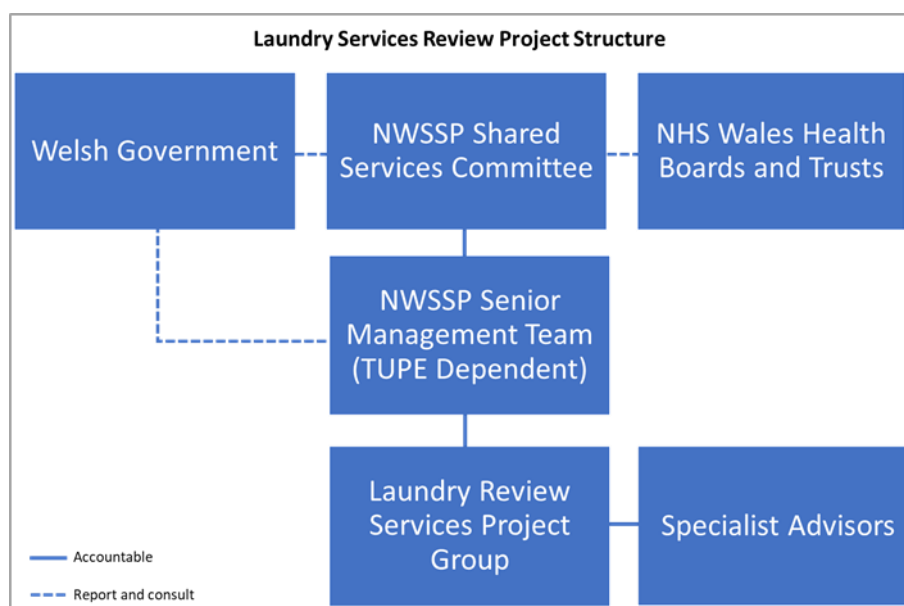 Laundry Services Review Project Structure
Welsh Government
NWSSP Shared
Services Committee
NHS Wales Health
Boards and Trusts
NWSSP Senior
Management Team
(TUPE Dependent)
Laundry Review
Services Project
Group
Specialist Advisors
Accountable
Report and consult